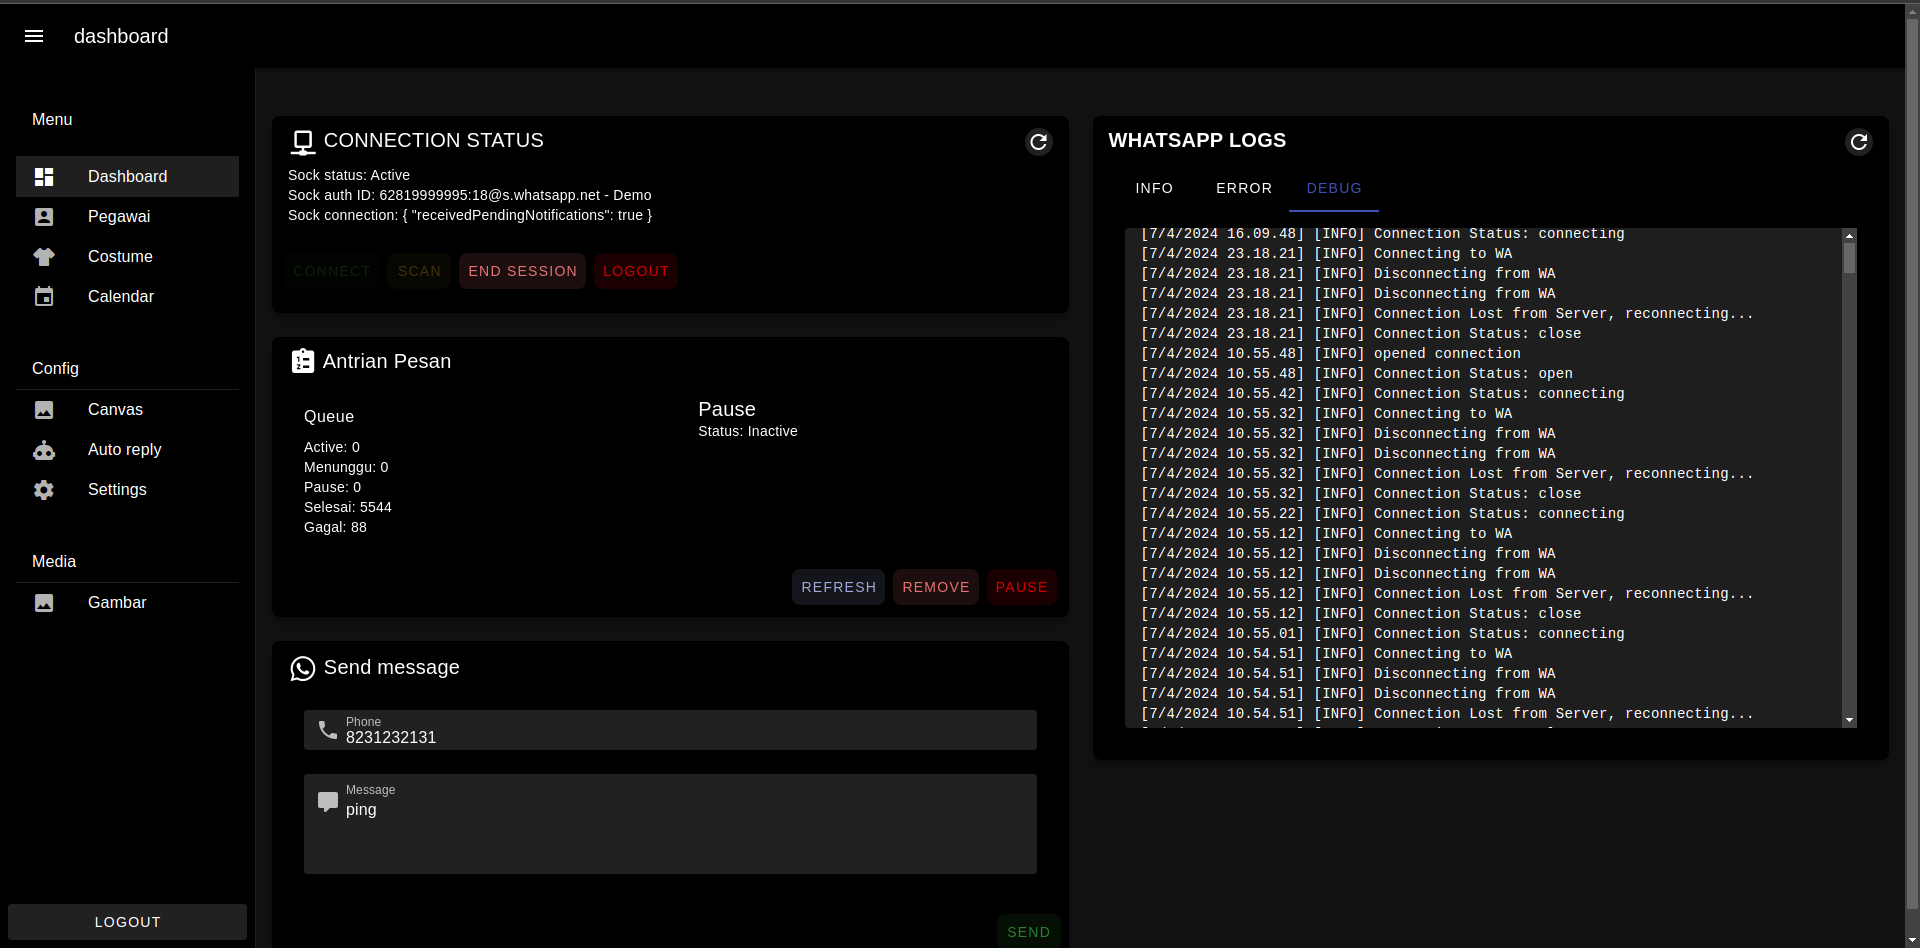 dashboard
Menu
Dashboard
Pegawai
Costume
Calendar
Config
Canvas
Auto reply
Settings
Media
Gambar
LOGOUT
CONNECTION STATUS
Sock status: Active
Sock auth ID: 62819999995:18@s.whatsapp.net - Demo
Sock connection: { "receivedPendingNotifications": true }
CONNECT SCAN END SESSION LOGOUT
Antrian Pesan
Queue
Active: 0
Menunggu: 0
Pause: 0
Selesai: 5544
Gagal: 88
Pause
Status: Inactive
REFRESH REMOVE PAUSE
Send message
Phone
8231232131
Message
ping
SEND
WHATSAPP LOGS
INFO ERROR DEBUG
[7/4/2024 16.09.48] [INFO] Connection Status: connecting
[7/4/2024 23.18.21] [INFO] Connecting to WA
[7/4/2024 23.18.21] [INFO] Disconnecting from WA
[7/4/2024 23.18.21] [INFO] Disconnecting from WA
[7/4/2024 23.18.21] [INFO] Connection Lost from Server, reconnecting...
[7/4/2024 23.18.21] [INFO] Connection Status: close
[7/4/2024 10.55.48] [INFO] opened connection
[7/4/2024 10.55.48] [INFO] Connection Status: open
[7/4/2024 10.55.42] [INFO] Connection Status: connecting
[7/4/2024 10.55.32] [INFO] Connecting to WA
[7/4/2024 10.55.32] [INFO] Disconnecting from WA
[7/4/2024 10.55.32] [INFO] Disconnecting from WA
[7/4/2024 10.55.32] [INFO] Connection Lost from Server, reconnecting...
[7/4/2024 10.55.32] [INFO] Connection Status: close
[7/4/2024 10.55.22] [INFO] Connection Status: connecting
[7/4/2024 10.55.12] [INFO] Connecting to WA
[7/4/2024 10.55.12] [INFO] Disconnecting from WA
[7/4/2024 10.55.12] [INFO] Disconnecting from WA
[7/4/2024 10.55.12] [INFO] Connection Lost from Server, reconnecting...
[7/4/2024 10.55.12] [INFO] Connection Status: close
[7/4/2024 10.55.01] [INFO] Connection Status: connecting
[7/4/2024 10.54.51] [INFO] Connecting to WA
[7/4/2024 10.54.51] [INFO] Disconnecting from WA
[7/4/2024 10.54.51] [INFO] Disconnecting from WA
[7/4/2024 10.54.51] [INFO] Connection Lost from Server, reconnecting...